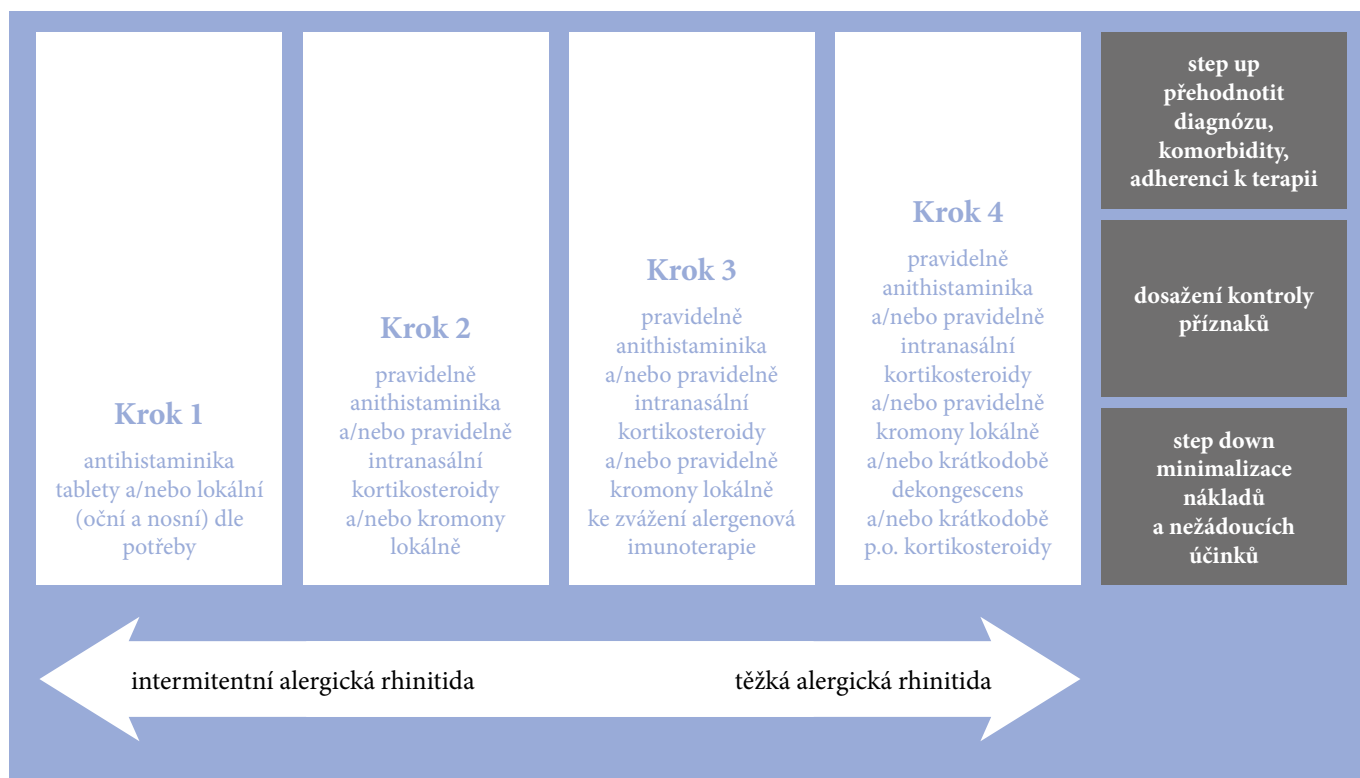 Krok 1
antihistaminika
tablety a/nebo lokální
(oční a nosní) dle
potřeby
Krok 2
pravidelně
anithistaminika
a/nebo pravidelně
intranasální
kortikosteroidy
a/nebo kromony
lokálně
Krok 3
pravidelně
anithistaminika
a/nebo pravidelně
intranasální
kortikosteroidy
a/nebo pravidelně
kromony lokálně
ke zvážení alergenová
imunoterapie
Krok 4
pravidelně
anithistaminika
a/nebo pravidelně
intranasální
kortikosteroidy
a/nebo pravidelně
kromony lokálně
a/nebo krátkodobě
dekongescens
a/nebo krátkodobě
p.o. kortikosteroidy
step up
přehodnotit
diagnózu,
komorbidity,
adherenci k terapii
dosažení kontroly
příznaků
step down
minimalizace
nákladů
a nežádoucích
účinků
intermitentní alergická rhinitida
těžká alergická rhinitida